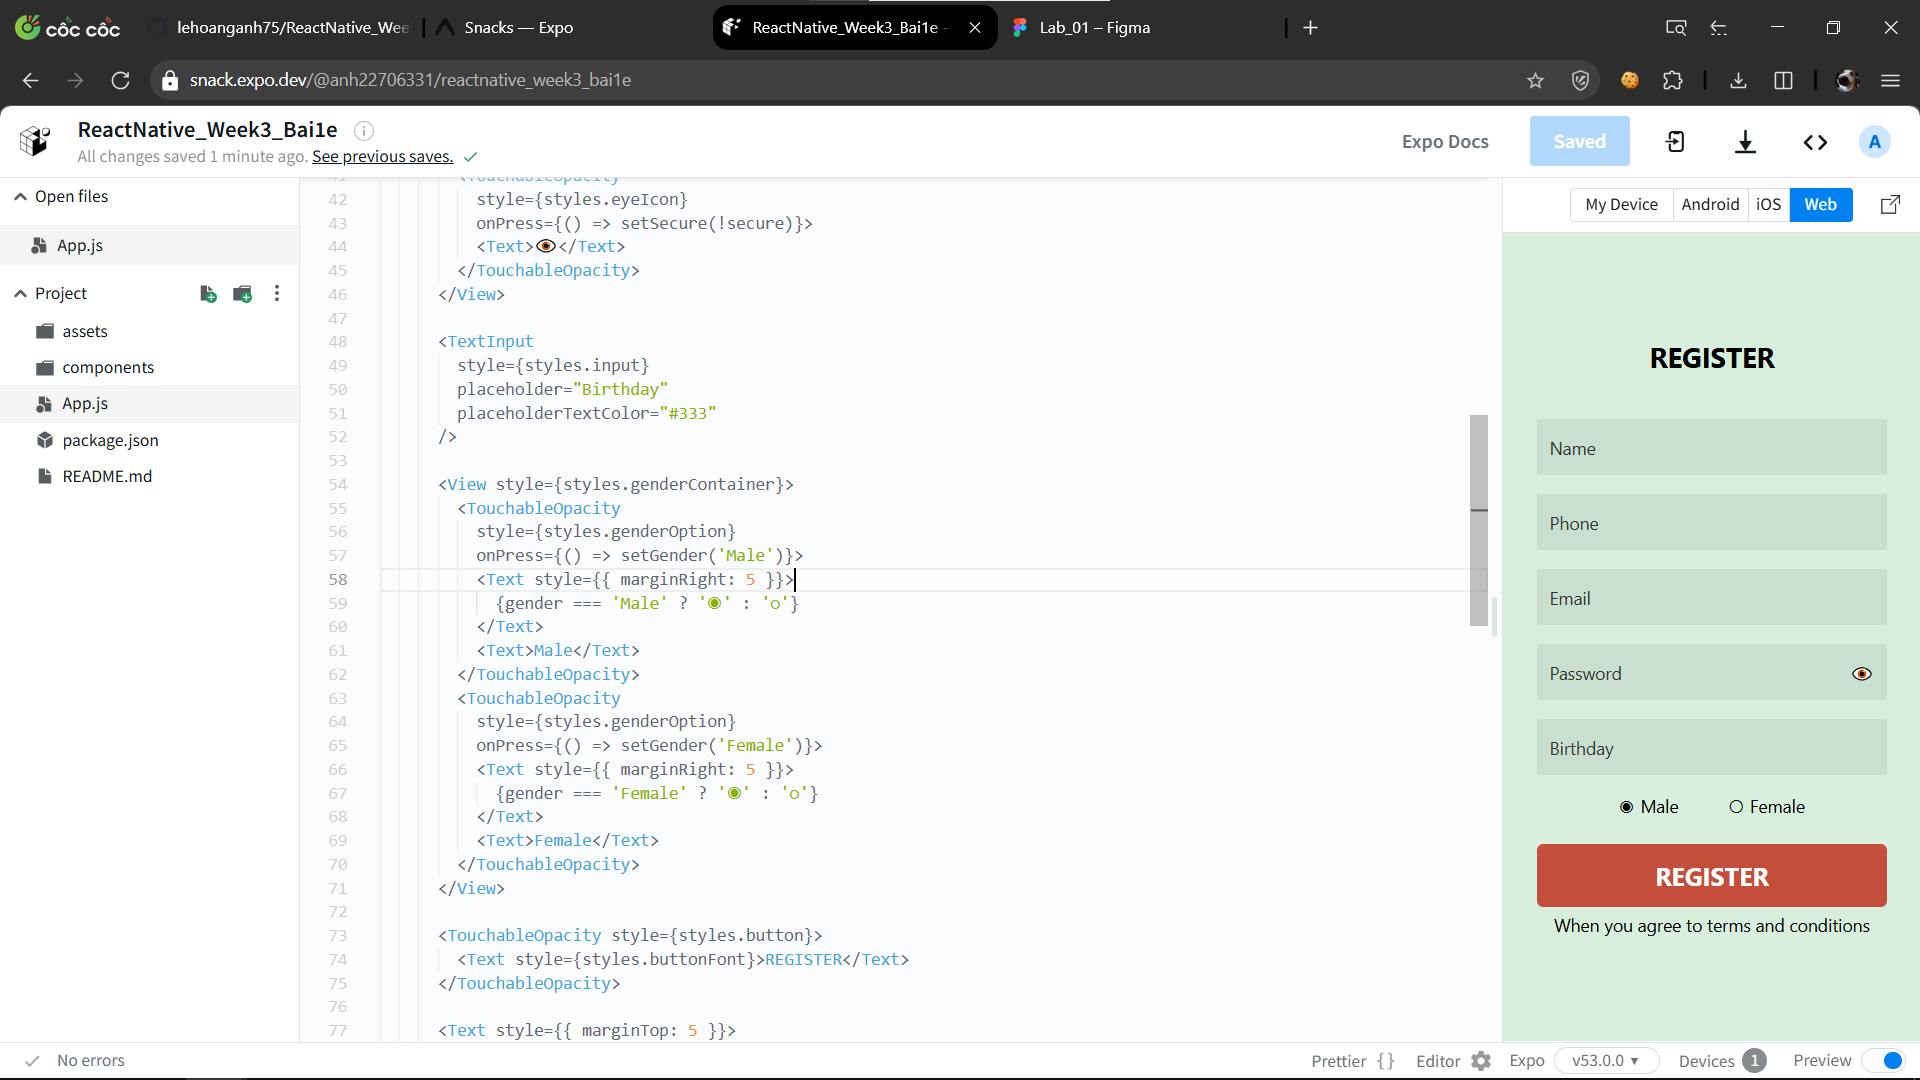 cốc cốc
lehoanganh75/ReactNative_Wee
Snacks — Expo
ReactNative_Week3_Bai1e -
Lab_01 – Figma
snack.expo.dev/@anh22706331/reactnative_week3_bai1e
ReactNative_Week3_Bai1e
All changes saved 1 minute ago. See previous saves.
Expo Docs
Saved
A
Open files
App.js
Project
assets
components
App.js
package.json
README.md
41 <TouchableOpacity
42 style={styles.eyeIcon}
43 onPress={() => setSecure(!secure)}>
44 <Text>👁</Text>
45 </TouchableOpacity>
46 </View>
47
48 <TextInput
49 style={styles.input}
50 placeholder="Birthday"
51 placeholderTextColor="#333"
52 />
53
54 <View style={styles.genderContainer}>
55 <TouchableOpacity
56 style={styles.genderOption}
57 onPress={() => setGender('Male')}>
58 <Text style={{ marginRight: 5 }}>
59 {gender === 'Male' ? '◉' : '○'}
60 </Text>
61 <Text>Male</Text>
62 </TouchableOpacity>
63 <TouchableOpacity
64 style={styles.genderOption}
65 onPress={() => setGender('Female')}>
66 <Text style={{ marginRight: 5 }}>
67 {gender === 'Female' ? '◉' : '○'}
68 </Text>
69 <Text>Female</Text>
70 </TouchableOpacity>
71 </View>
72
73 <TouchableOpacity style={styles.button}>
74 <Text style={styles.buttonFont}>REGISTER</Text>
75 </TouchableOpacity>
76
77 <Text style={{ marginTop: 5 }}>
My Device
Android
iOS
Web
REGISTER
Name
Phone
Email
Password
Birthday
◉ Male ○ Female
REGISTER
When you agree to terms and conditions
No errors
Prettier { }
Editor
Expo v53.0.0
Devices 1
Preview